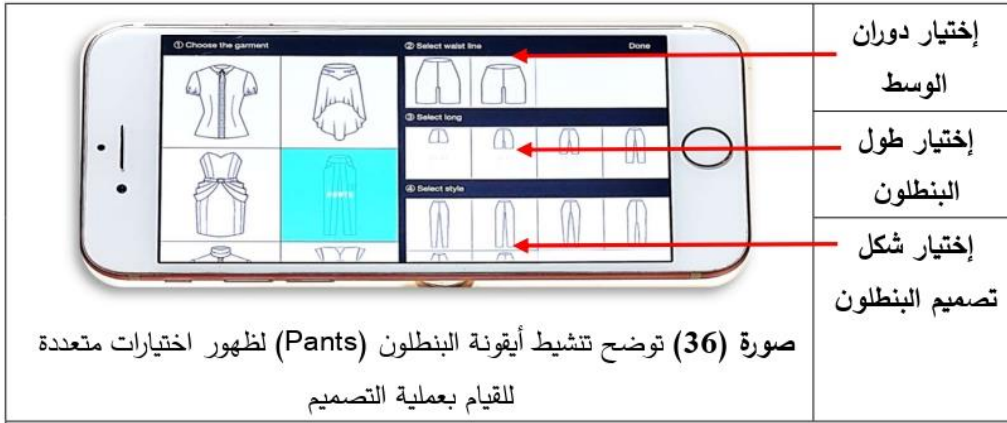 ① Choose the garment
② Select waist line
Done
③ Select long
④ Select style
PANTS
إختيار دوران
الوسط
إختيار طول
البنطلون
إختيار شكل
تصميم البنطلون
صورة (36) توضح تنشيط أيقونة البنطلون (Pants) لظهور اختيارات متعددة
للقيام بعملية التصميم